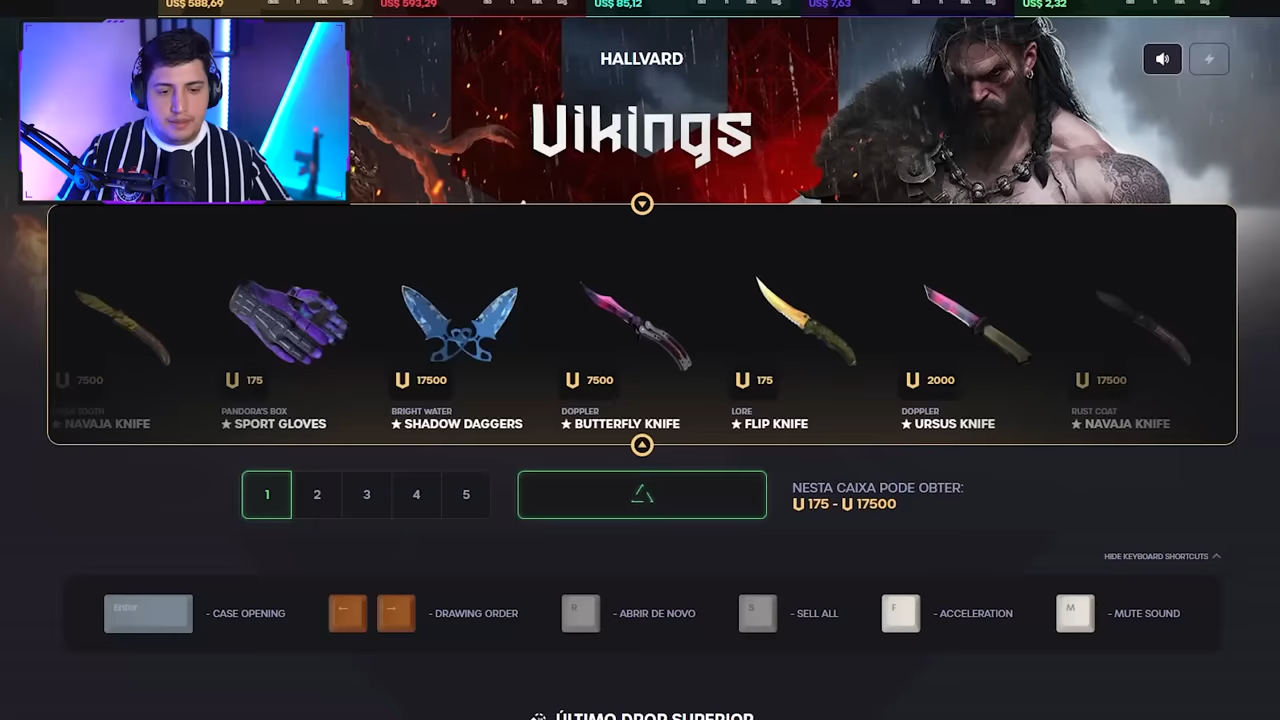 US$ 588,69
US$ 593,29
US$ 85,12
US$ 7,63
US$ 2,32
HALLVARD
Vikings
7500
175
17500
7500
175
2000
17500
TOOTH
PANDORA'S BOX
BRIGHT WATER
DOPPLER
LORE
DOPPLER
RUST COAT
★ NAVAJA KNIFE
★ SPORT GLOVES
★ SHADOW DAGGERS
★ BUTTERFLY KNIFE
★ FLIP KNIFE
★ URSUS KNIFE
★ NAVAJA KNIFE
1 2 3 4 5
NESTA CAIXA PODE OBTER:
175 - 17500
HIDE KEYBOARD SHORTCUTS
Enter - CASE OPENING
← → - DRAWING ORDER
R - ABRIR DE NOVO
S - SELL ALL
F - ACCELERATION
M - MUTE SOUND
ÚLTIMO DROP SUPERIOR